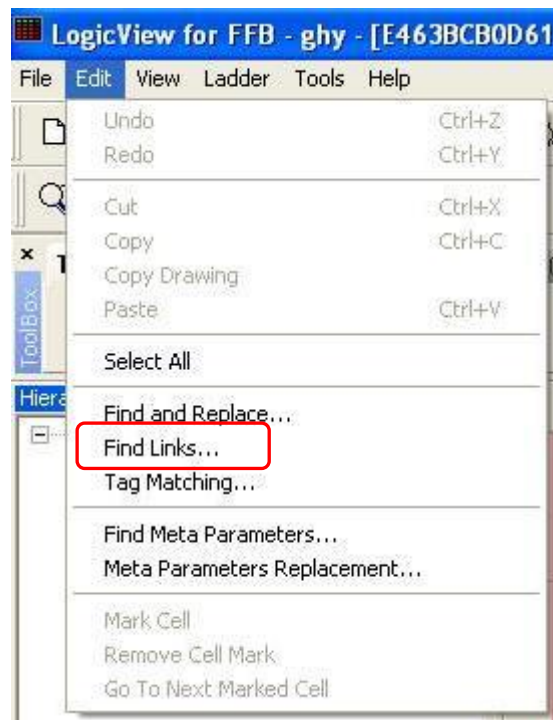 LogicView for FFB - ghy - [E463BCB0D61
File Edit View Ladder Tools Help
Undo Ctrl+Z
Redo Ctrl+Y
Cut Ctrl+X
Copy Ctrl+C
Copy Drawing
Paste Ctrl+V
ToolBox
Select All
Hiera
Find and Replace...
Find Links...
Tag Matching...
Find Meta Parameters...
Meta Parameters Replacement...
Mark Cell
Remove Cell Mark
Go To Next Marked Cell